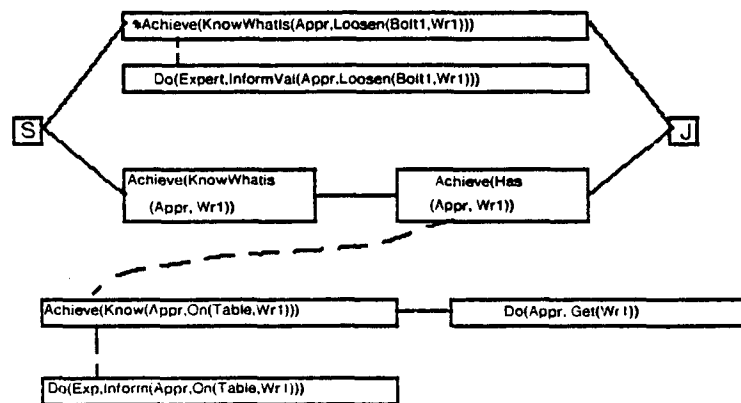 *Achieve(KnowWhatIs(Appr,Loosen(Bolt1,Wr1)))
Do(Expert,InformVal(Appr.Loosen(Bolt1,Wr1)))
S
J
Achieve(KnowWhatis
(Appr, Wr1))
Achieve(Has
(Appr, Wr1))
Achieve(Know(Appr,On(Table,Wr1)))
Do(Appr. Get(Wr1))
Do(Exp,Inform(Appr,On(Table,Wr1)))